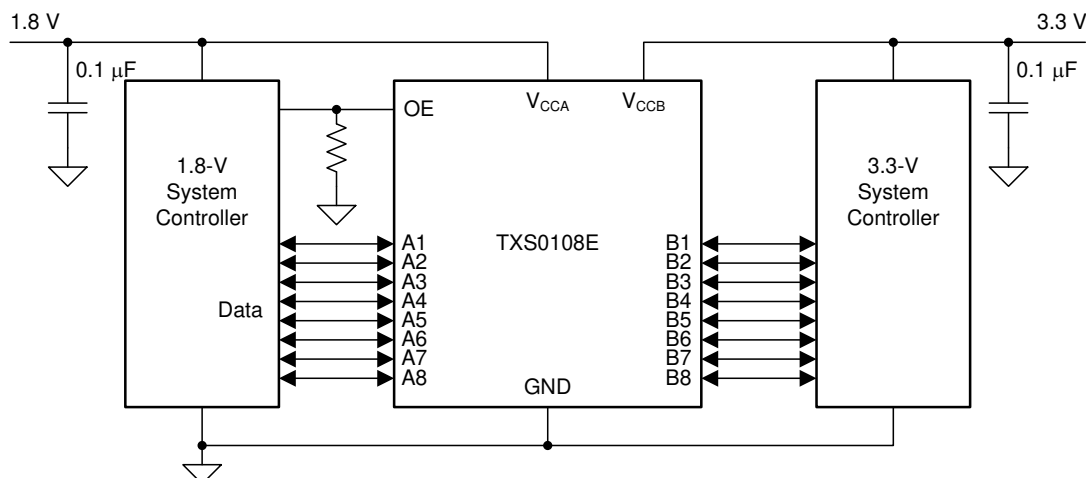 1.8 V
3.3 V
0.1 μF
0.1 μF
OE
VCCA
VCCB
1.8-V
System
Controller
3.3-V
System
Controller
TXS0108E
Data
A1
A2
A3
A4
A5
A6
A7
A8
B1
B2
B3
B4
B5
B6
B7
B8
GND